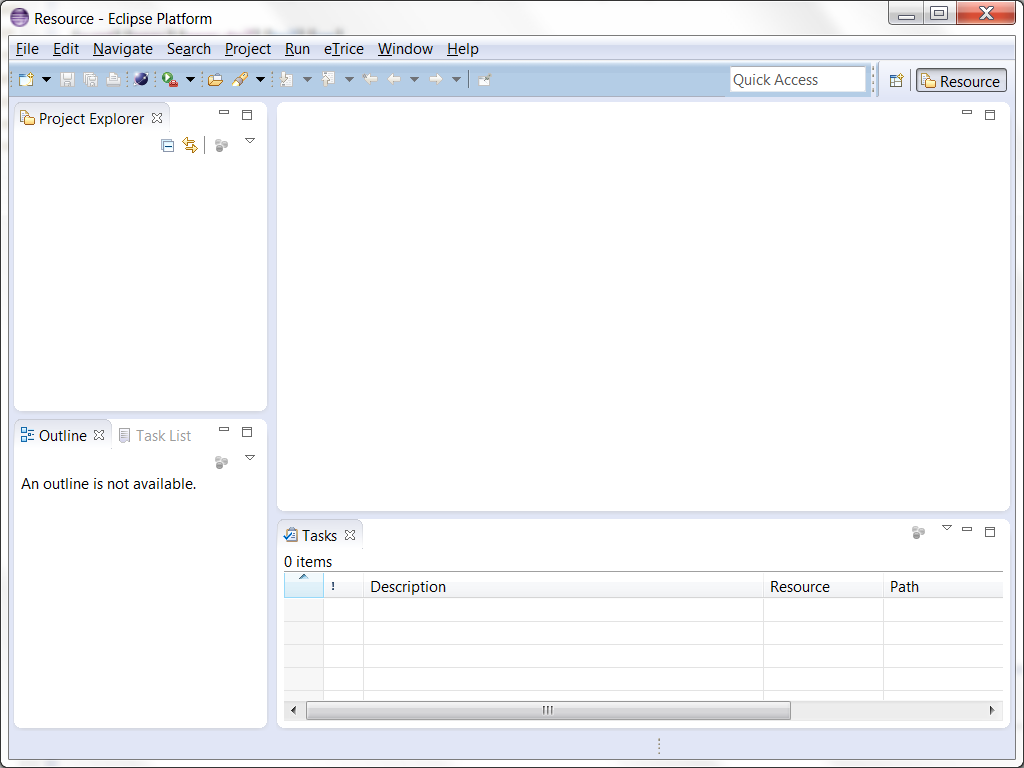 Resource - Eclipse Platform
File Edit Navigate Search Project Run eTrice Window Help
Quick Access
Resource
Project Explorer
Outline Task List
An outline is not available.
Tasks
0 items
! Description Resource Path